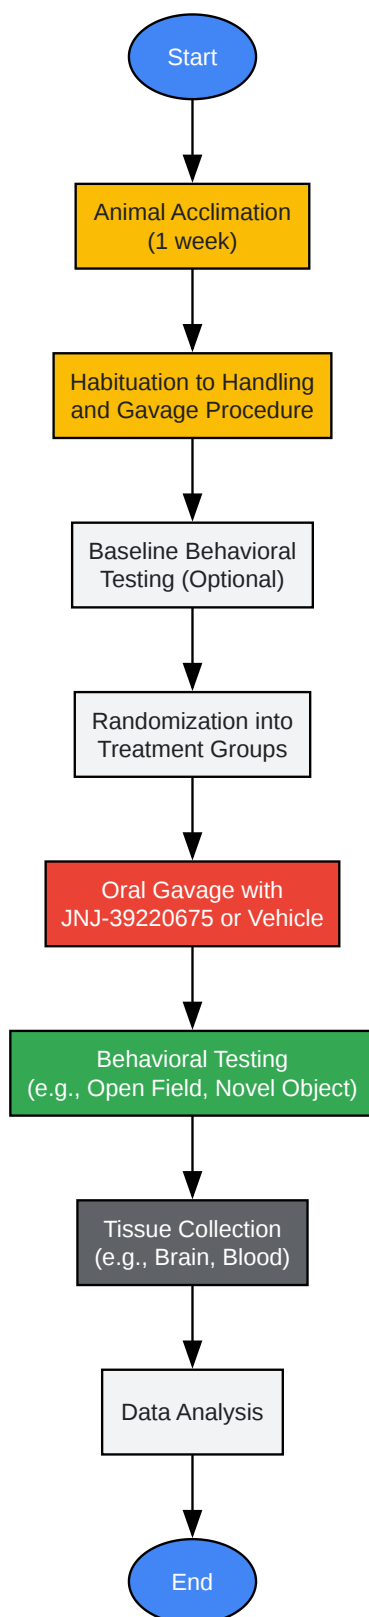 Start
Animal Acclimation
(1 week)
Habituation to Handling
and Gavage Procedure
Baseline Behavioral
Testing (Optional)
Randomization into
Treatment Groups
Oral Gavage with
JNJ-39220675 or Vehicle
Behavioral Testing
(e.g., Open Field, Novel Object)
Tissue Collection
(e.g., Brain, Blood)
Data Analysis
End